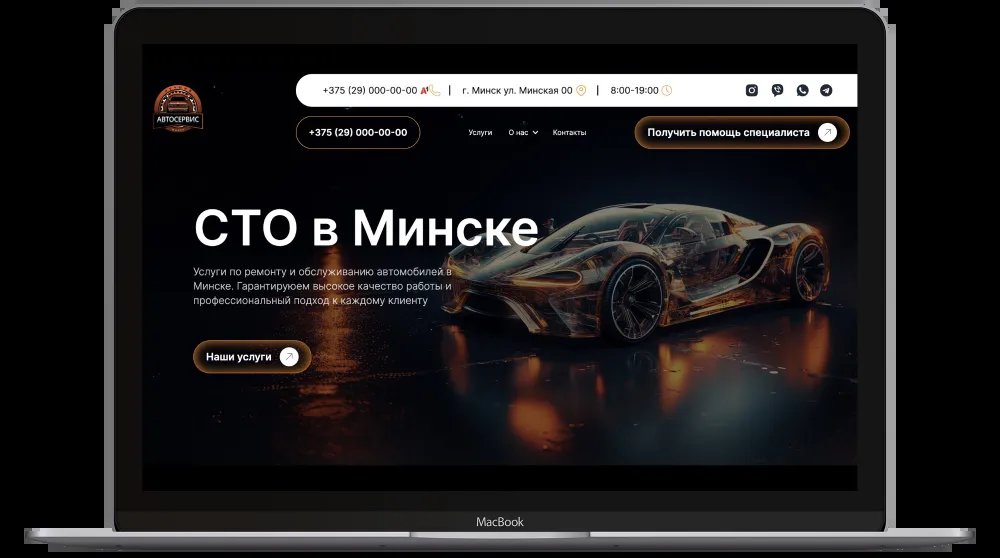 АВТОСЕРВИС
+375 (29) 000-00-00
г. Минск ул. Минская 00
8:00-19:00
+375 (29) 000-00-00
Услуги
О нас
Контакты
Получить помощь специалиста
СТО в Минске
Услуги по ремонту и обслуживанию автомобилей в
Минске. Гарантируюем высокое качество работы и
профессиональный подход к каждому клиенту
Наши услуги
MacBook